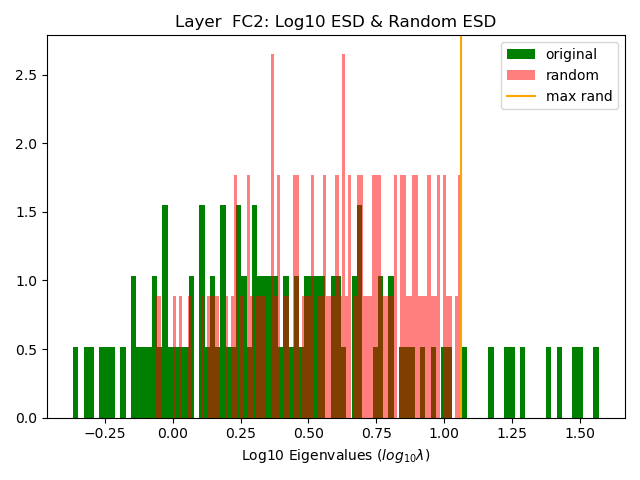 Layer  FC2: Log10 ESD & Random ESD
original
random
max rand
2.5
2.0
1.5
1.0
0.5
0.0
−0.25 0.00 0.25 0.50 0.75 1.00 1.25 1.50
Log10 Eigenvalues (log₁₀λ)